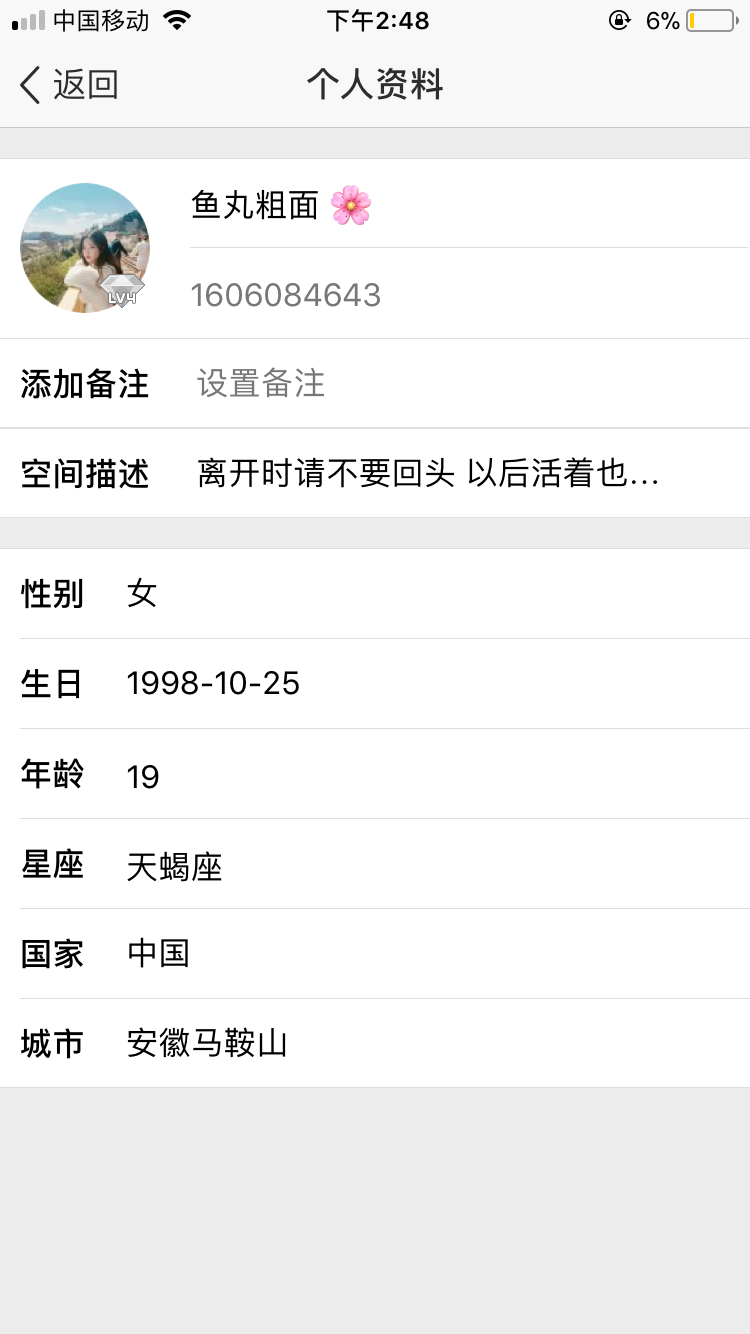 中国移动 下午2:48 6%
返回 个人资料
鱼丸粗面 🌸
LV4
1606084643
添加备注 设置备注
空间描述 离开时请不要回头 以后活着也...
性别 女
生日 1998-10-25
年龄 19
星座 天蝎座
国家 中国
城市 安徽马鞍山